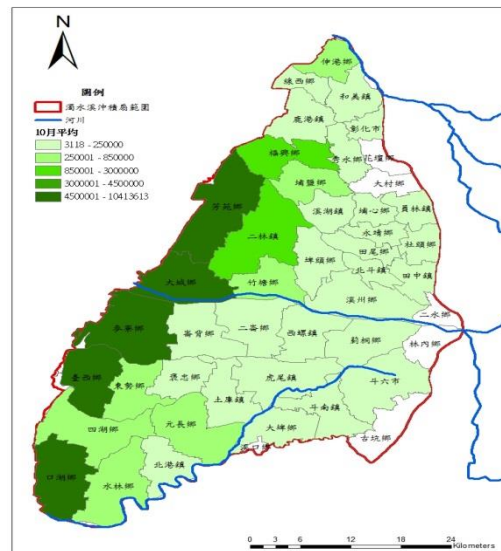 N
圖例
濁水溪沖積扇範圍
河川
10月平均
3118 - 250000
250001 - 850000
850001 - 3000000
3000001 - 4500000
4500001 - 10413613
伸港鄉
線西鄉
和美鎮
鹿港鎮
彰化市
福興鄉
秀水鄉
花壇鄉
大村鄉
埔鹽鄉
芳苑鄉
溪湖鎮
埔心鄉
員林鎮
永靖鄉
社頭鄉
二林鎮
田尾鄉
埤頭鄉
北斗鎮
田中鎮
大城鄉
竹塘鄉
溪州鄉
二水鄉
麥寮鄉
崙背鄉
二崙鄉
西螺鎮
莿桐鄉
林內鄉
臺西鄉
東勢鄉
褒忠鄉
虎尾鎮
斗六市
土庫鎮
斗南鎮
四湖鄉
元長鄉
大埤鄉
古坑鄉
北港鎮
口湖鄉
水林鄉
0 3 6 12 18 24
Kilometers